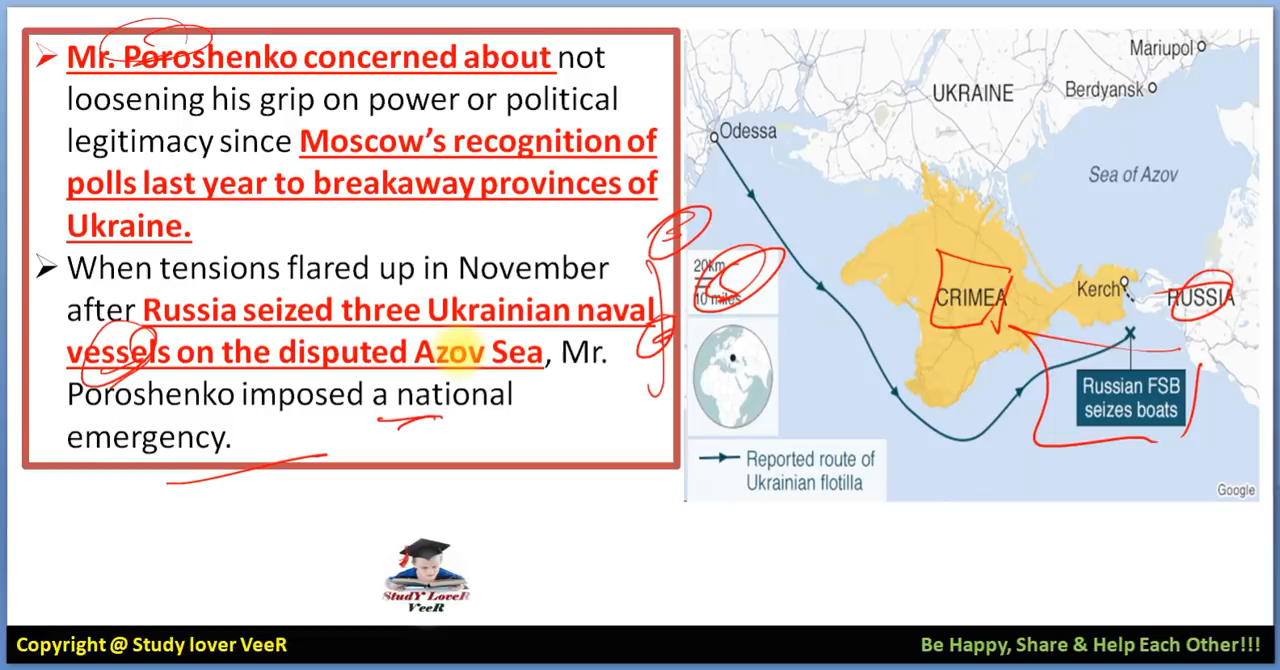 Mr. Poroshenko concerned about not
loosening his grip on power or political
legitimacy since Moscow’s recognition of
polls last year to breakaway provinces of
Ukraine.
When tensions flared up in November
after Russia seized three Ukrainian naval
vessels on the disputed Azov Sea, Mr.
Poroshenko imposed a national
emergency.
Mariupol
UKRAINE
Berdyansk
Odessa
Sea of Azov
20km
10 miles
CRIMEA
Kerch
RUSSIA
Russian FSB
seizes boats
Reported route of
Ukrainian flotilla
Google
StudY LoveR
VeeR
Copyright @ Study lover VeeR
Be Happy, Share & Help Each Other!!!